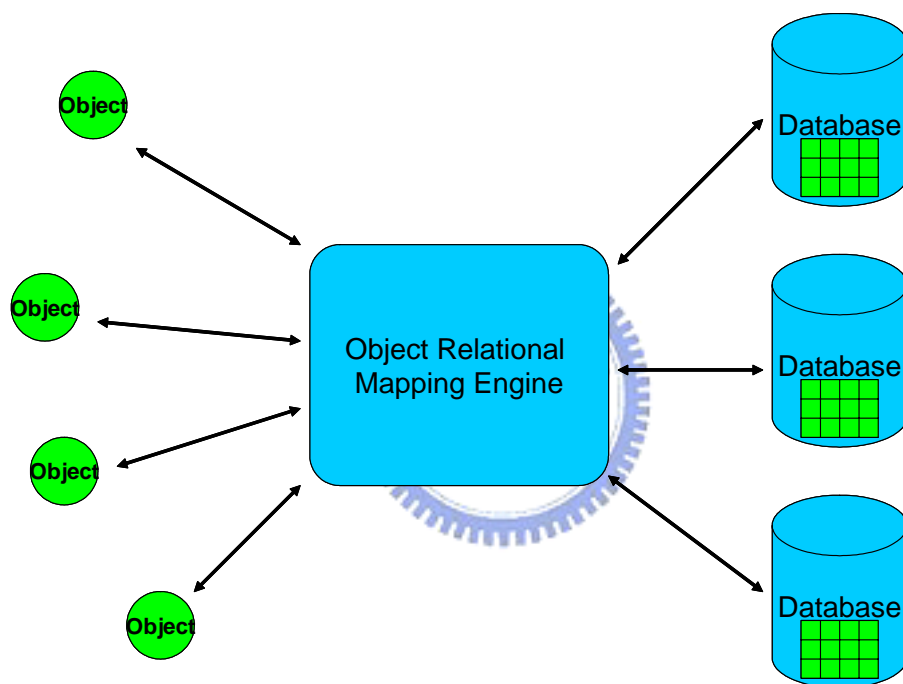 Object
Object
Object
Object
Object Relational
Mapping Engine
Database
Database
Database